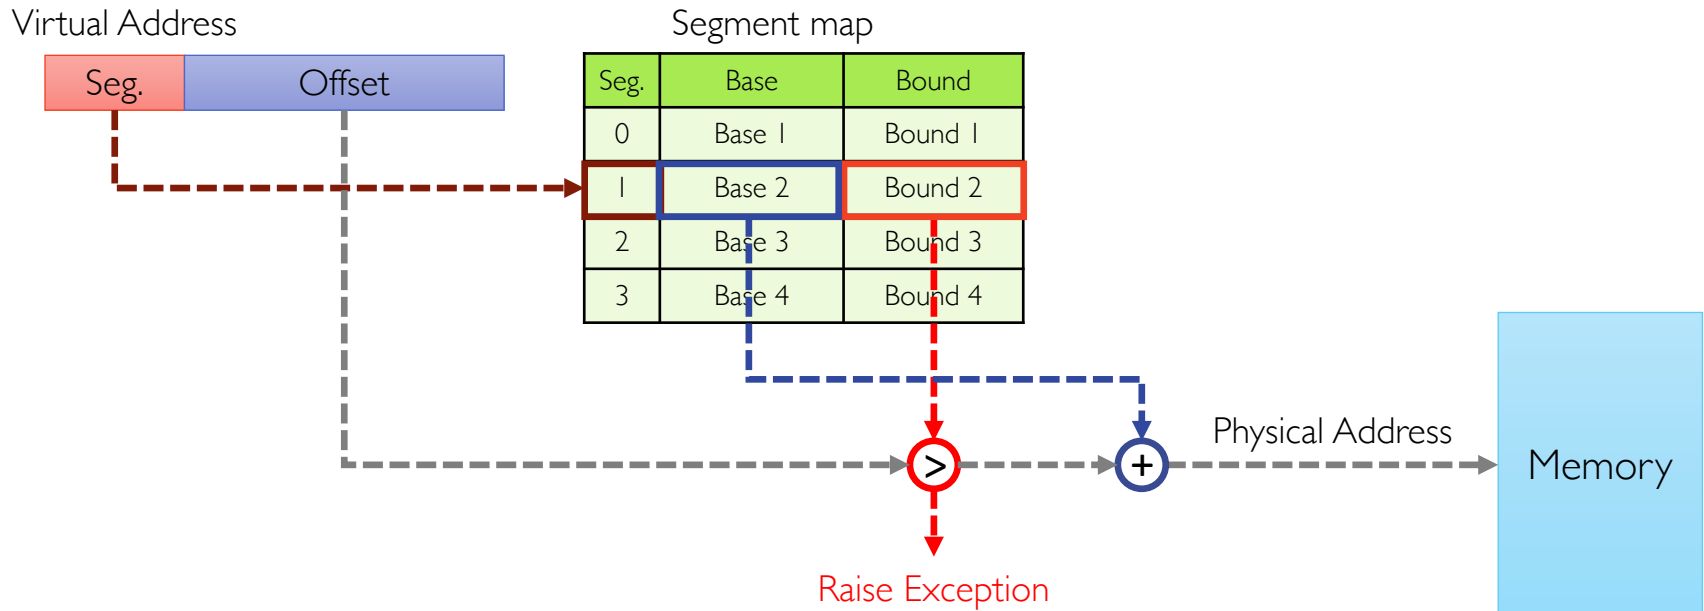 Virtual Address
Segment map
Seg. Offset
Seg. Base Bound
0 Base 1 Bound 1
1 Base 2 Bound 2
2 Base 3 Bound 3
3 Base 4 Bound 4
Physical Address
> +
Memory
Raise Exception